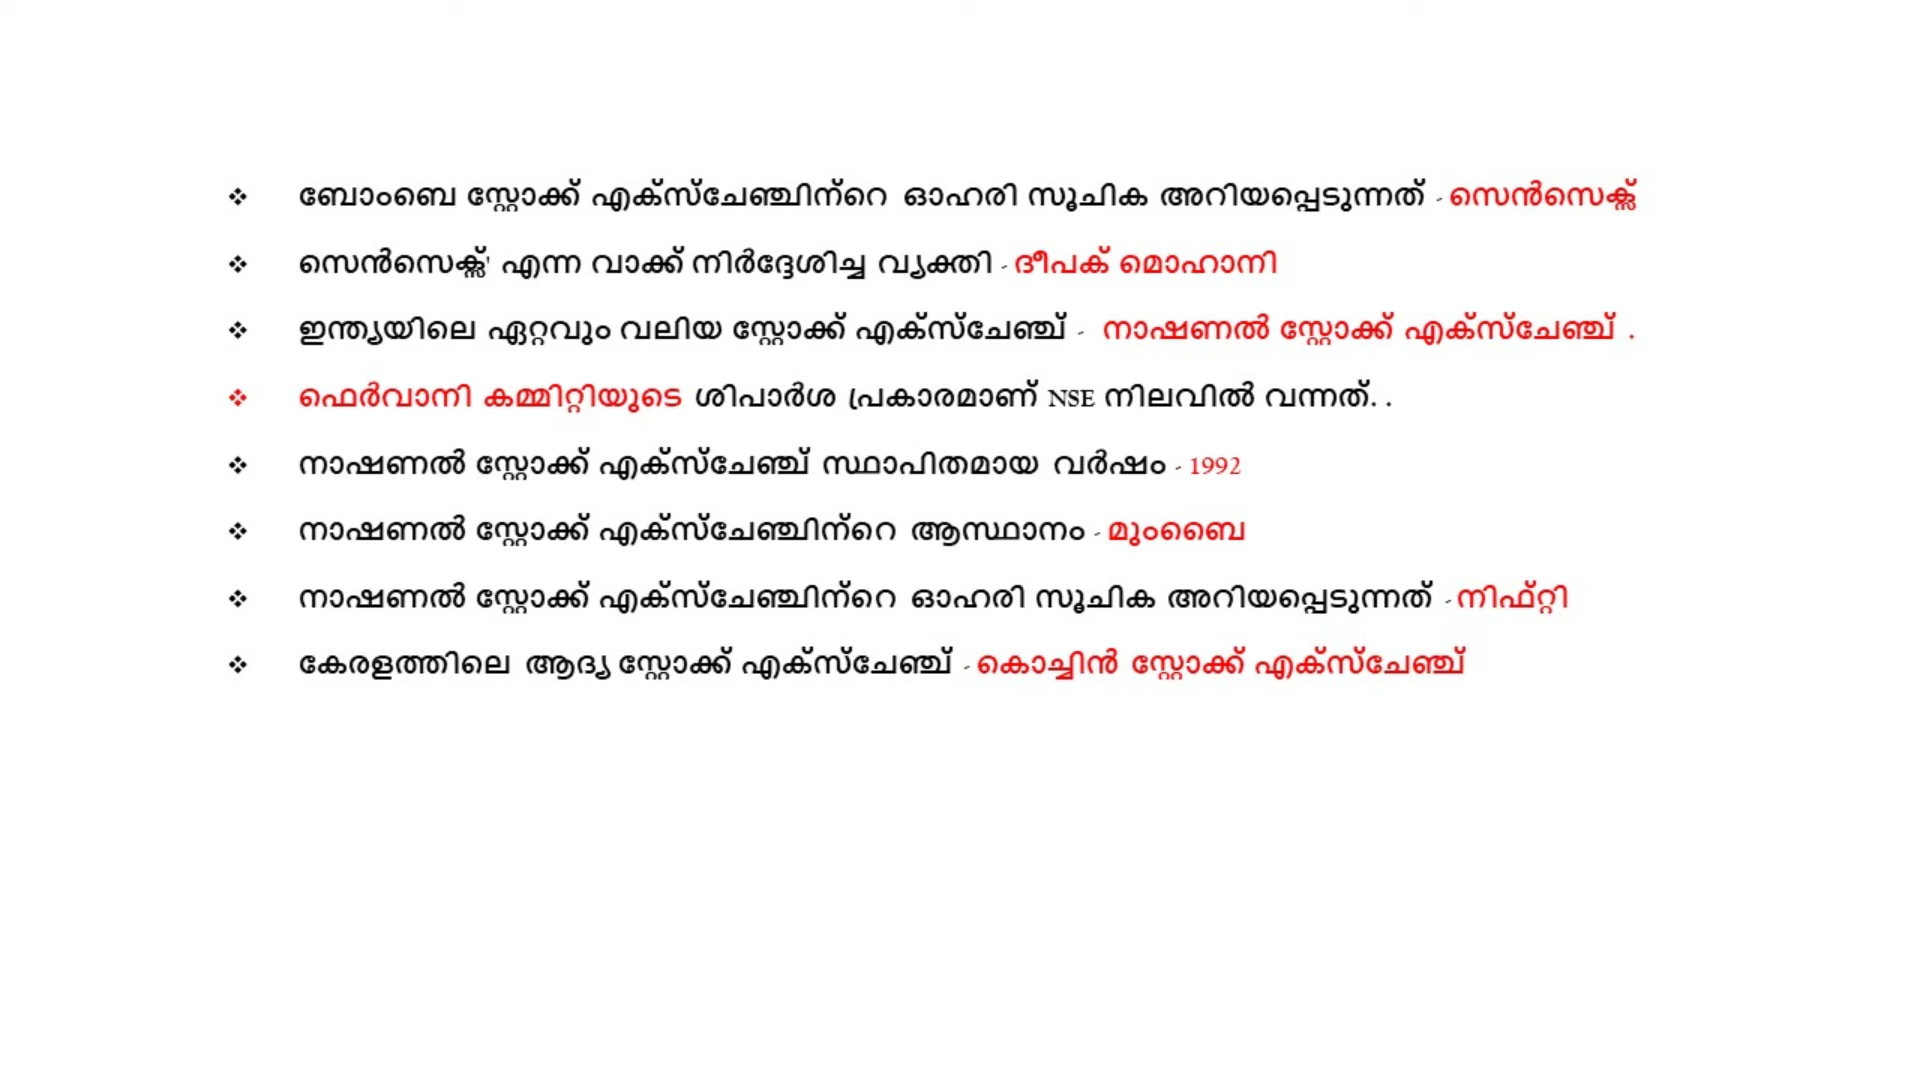 ❖ ബോംബെ സ്റ്റോക്ക് എക്സ്ചേഞ്ചിന്റെ ഓഹരി സൂചിക അറിയപ്പെടുന്നത് - സെൻസെക്സ്
❖ സെൻസെക്സ്' എന്ന വാക്ക് നിർദ്ദേശിച്ച വ്യക്തി - ദീപക് മൊഹാനി
❖ ഇന്ത്യയിലെ ഏറ്റവും വലിയ സ്റ്റോക്ക് എക്സ്ചേഞ്ച് - നാഷണൽ സ്റ്റോക്ക് എക്സ്ചേഞ്ച് .
❖ ഫെർവാനി കമ്മിറ്റിയുടെ ശിപാർശ പ്രകാരമാണ് NSE നിലവിൽ വന്നത്. .
❖ നാഷണൽ സ്റ്റോക്ക് എക്സ്ചേഞ്ച് സ്ഥാപിതമായ വർഷം - 1992
❖ നാഷണൽ സ്റ്റോക്ക് എക്സ്ചേഞ്ചിന്റെ ആസ്ഥാനം - മുംബൈ
❖ നാഷണൽ സ്റ്റോക്ക് എക്സ്ചേഞ്ചിന്റെ ഓഹരി സൂചിക അറിയപ്പെടുന്നത് - നിഫ്റ്റി
❖ കേരളത്തിലെ ആദ്യ സ്റ്റോക്ക് എക്സ്ചേഞ്ച് - കൊച്ചിൻ സ്റ്റോക്ക് എക്സ്ചേഞ്ച്